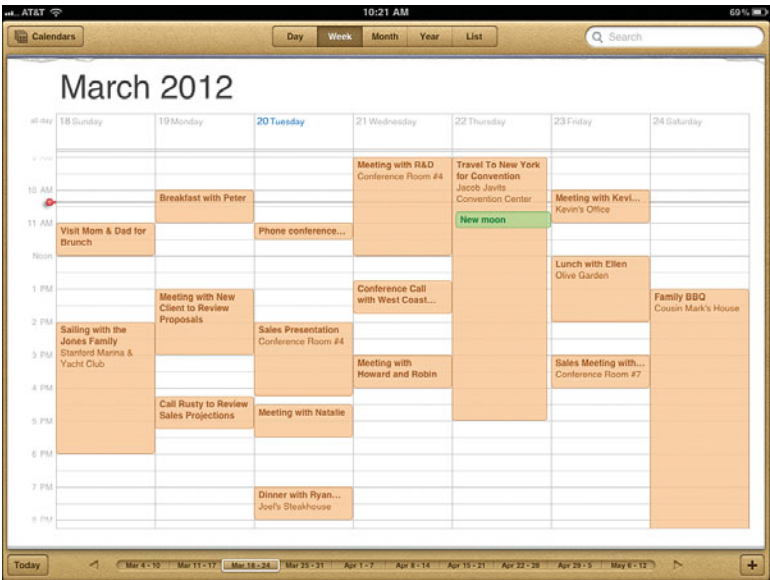 AT&T 10:21 AM 69%
Calendars Day Week Month Year List Search
March 2012
all-day 18 Sunday 19 Monday 20 Tuesday 21 Wednesday 22 Thursday 23 Friday 24 Saturday
10 AM
11 AM
Noon
1 PM
2 PM
3 PM
4 PM
5 PM
6 PM
7 PM
8 PM
Visit Mom & Dad for
Brunch
Sailing with the
Jones Family
Stanford Marina &
Yacht Club
Breakfast with Peter
Meeting with New
Client to Review
Proposals
Call Rusty to Review
Sales Projections
Phone conference...
Sales Presentation
Conference Room #4
Meeting with Natalie
Dinner with Ryan...
Joel's Steakhouse
Meeting with R&D
Conference Room #4
Conference Call
with West Coast...
Meeting with
Howard and Robin
Travel To New York
for Convention
Jacob Javits
Convention Center
New moon
Meeting with Kevi...
Kevin's Office
Lunch with Ellen
Olive Garden
Sales Meeting with...
Conference Room #7
Family BBQ
Cousin Mark's House
Today Mar 4 - 10 Mar 11 - 17 Mar 18 - 24 Mar 25 - 31 Apr 1 - 7 Apr 8 - 14 Apr 15 - 21 Apr 22 - 28 Apr 29 - 5 May 6 - 12 +